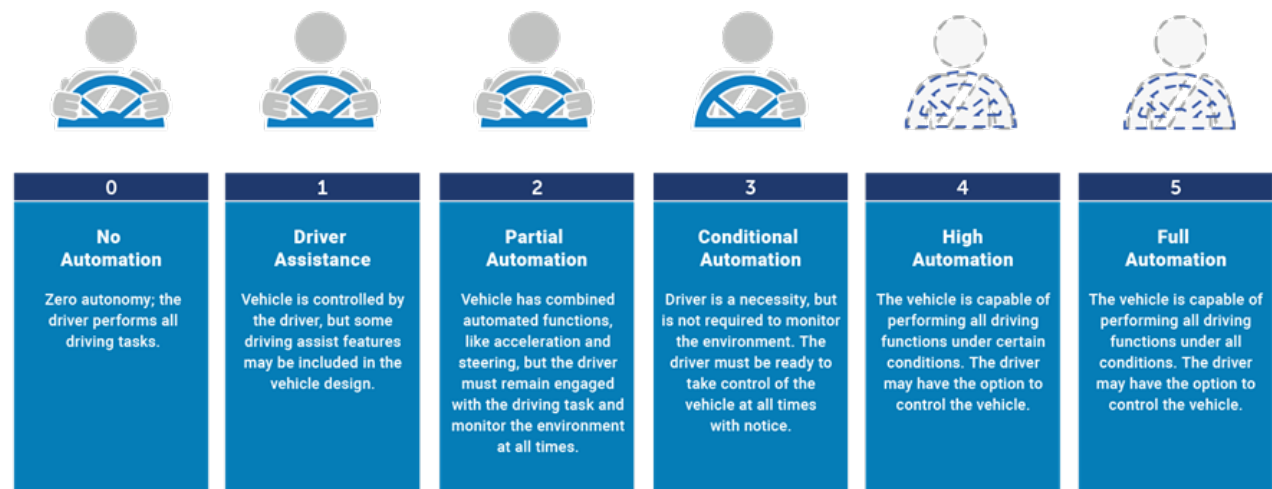 0
No
Automation
Zero autonomy; the
driver performs all
driving tasks.
1
Driver
Assistance
Vehicle is controlled by
the driver, but some
driving assist features
may be included in the
vehicle design.
2
Partial
Automation
Vehicle has combined
automated functions,
like acceleration and
steering, but the driver
must remain engaged
with the driving task and
monitor the environment
at all times.
3
Conditional
Automation
Driver is a necessity, but
is not required to monitor
the environment. The
driver must be ready to
take control of the
vehicle at all times
with notice.
4
High
Automation
The vehicle is capable of
performing all driving
functions under certain
conditions. The driver
may have the option to
control the vehicle.
5
Full
Automation
The vehicle is capable of
performing all driving
functions under all
conditions. The driver
may have the option to
control the vehicle.